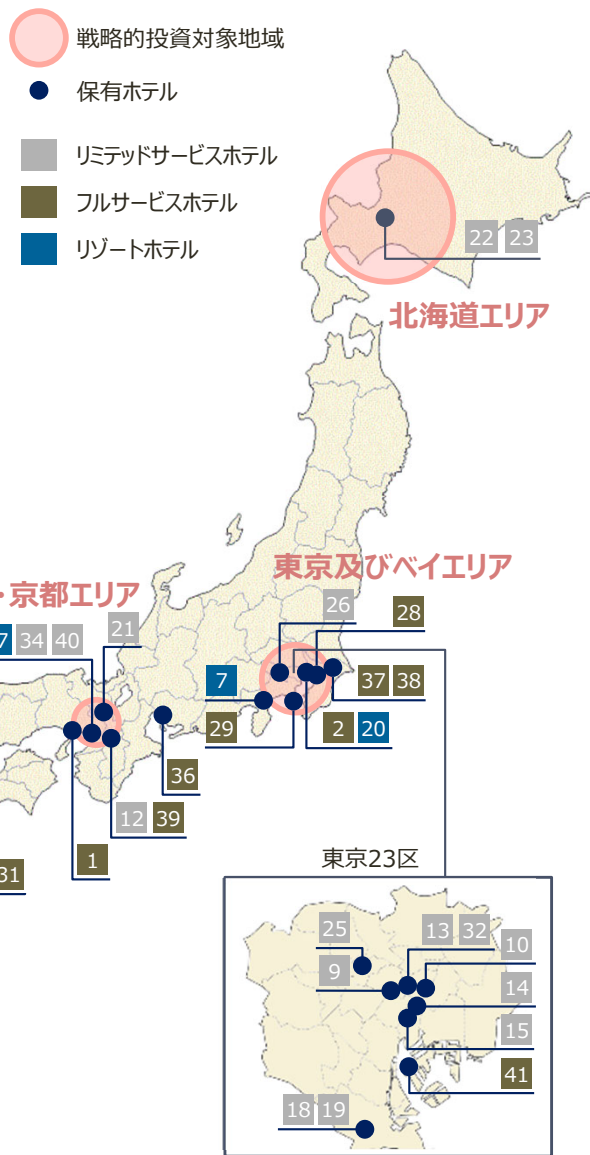 戦略的投資対象地域
保有ホテル
リミテッドサービスホテル
フルサービスホテル
リゾートホテル
22 23
北海道エリア
東京及びベイエリア
・京都エリア
26 28
21
7 34 40
7
37 38
29
2 20
36
12 39
1
31
東京23区
25
13 32
10
9
14
15
41
18 19